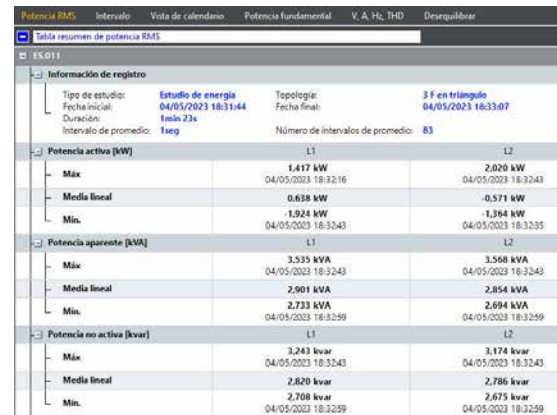 Potencia RMS Intervalo Vista de calendario Potencia fundamental V, A, Hz, THD Desequilibrar
Tabla resumen de potencia RMS
ES.011
Información de registro
Tipo de estudio: Estudio de energía Topología: 3 F en triángulo
Fecha inicial: 04/05/2023 18:31:44 Fecha final: 04/05/2023 18:33:07
Duración: 1min 23s
Intervalo de promedio: 1seg Número de intervalos de promedio: 83
Potencia activa [kW] L1 L2
Máx 1,417 kW 2,020 kW
04/05/2023 18:32:16 04/05/2023 18:32:43
Media lineal 0,638 kW -0,571 kW
Mín. -1,924 kW -1,364 kW
04/05/2023 18:32:43 04/05/2023 18:32:35
Potencia aparente [kVA] L1 L2
Máx 3,535 kVA 3,568 kVA
04/05/2023 18:32:43 04/05/2023 18:32:43
Media lineal 2,901 kVA 2,854 kVA
Mín. 2,733 kVA 2,694 kVA
04/05/2023 18:32:59 04/05/2023 18:32:59
Potencia no activa [kvar] L1 L2
Máx 3,243 kvar 3,174 kvar
04/05/2023 18:32:43 04/05/2023 18:32:43
Media lineal 2,820 kvar 2,786 kvar
Mín. 2,708 kvar 2,675 kvar
04/05/2023 18:32:59 04/05/2023 18:32:59